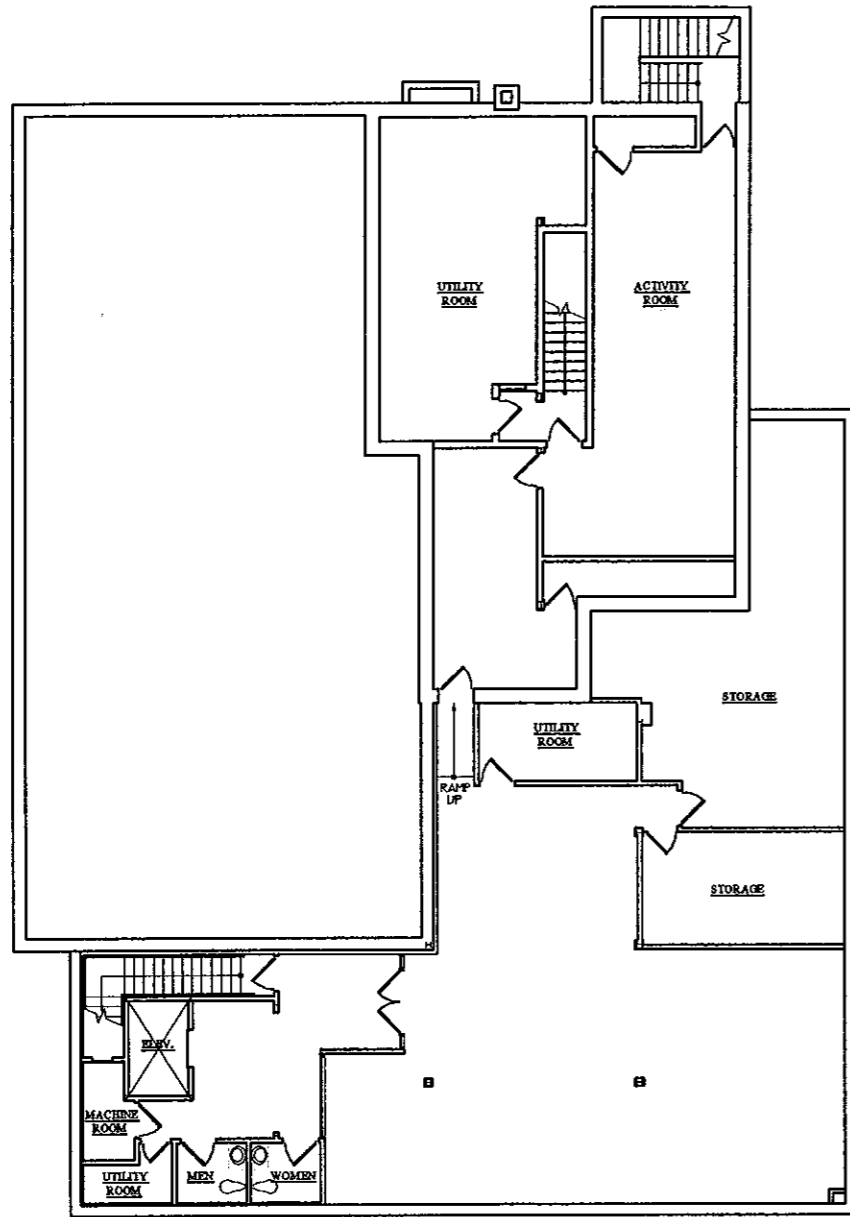 UTILITY
ROOM
ACTIVITY
ROOM
STORAGE
UTILITY
ROOM
RAMP
UP
STORAGE
ELEV.
MACHINE
ROOM
UTILITY
ROOM
MEN
WOMEN